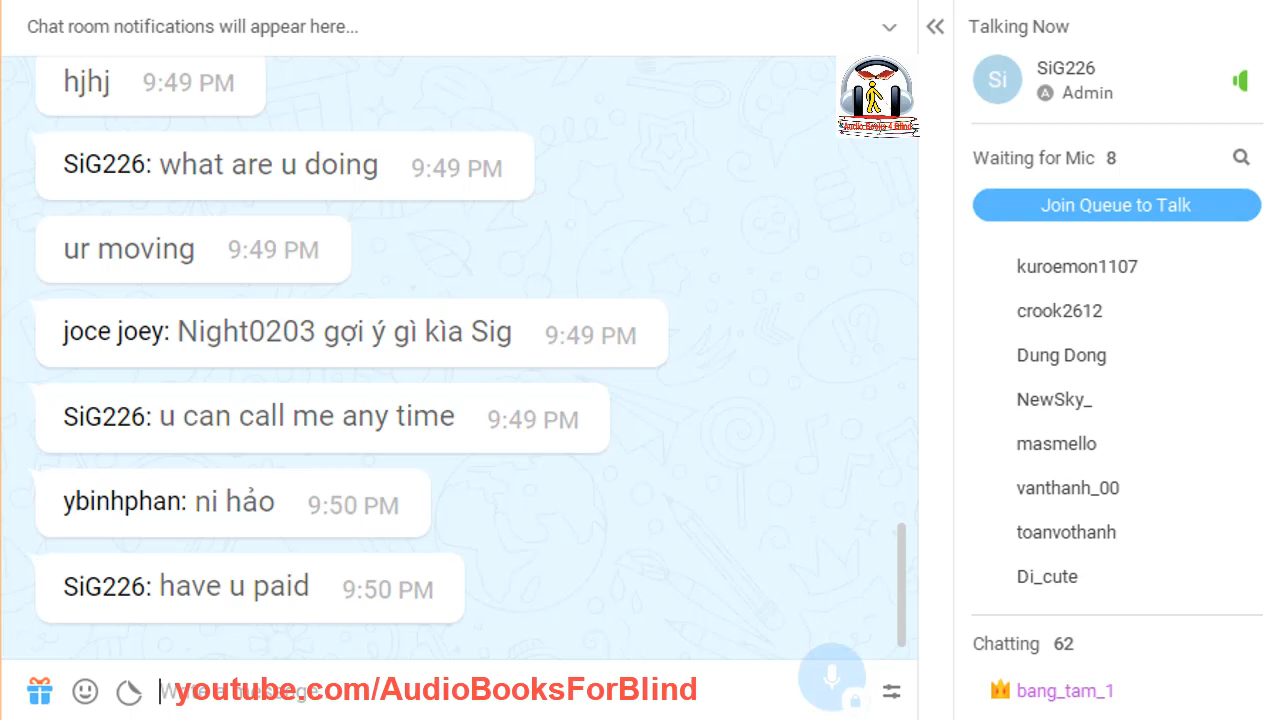 Chat room notifications will appear here...
hjhj 9:49 PM
SiG226: what are u doing 9:49 PM
ur moving 9:49 PM
joce joey: Night0203 gợi ý gì kìa Sig 9:49 PM
SiG226: u can call me any time 9:49 PM
ybinhphan: ni hảo 9:50 PM
SiG226: have u paid 9:50 PM
youtube.com/AudioBooksForBlind
Talking Now
Si
SiG226
A Admin
Waiting for Mic 8
Join Queue to Talk
kuroemon1107
crook2612
Dung Dong
NewSky_
masmello
vanthanh_00
toanvothanh
Di_cute
Chatting 62
bang_tam_1